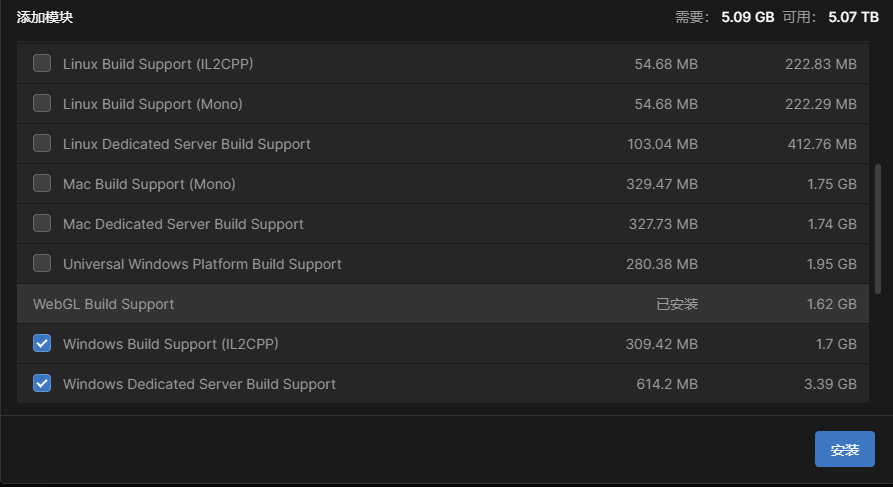 添加模块 需要： 5.09 GB 可用： 5.07 TB
Linux Build Support (IL2CPP) 54.68 MB 222.83 MB
Linux Build Support (Mono) 54.68 MB 222.29 MB
Linux Dedicated Server Build Support 103.04 MB 412.76 MB
Mac Build Support (Mono) 329.47 MB 1.75 GB
Mac Dedicated Server Build Support 327.73 MB 1.74 GB
Universal Windows Platform Build Support 280.38 MB 1.95 GB
WebGL Build Support 已安装 1.62 GB
Windows Build Support (IL2CPP) 309.42 MB 1.7 GB
Windows Dedicated Server Build Support 614.2 MB 3.39 GB
安装